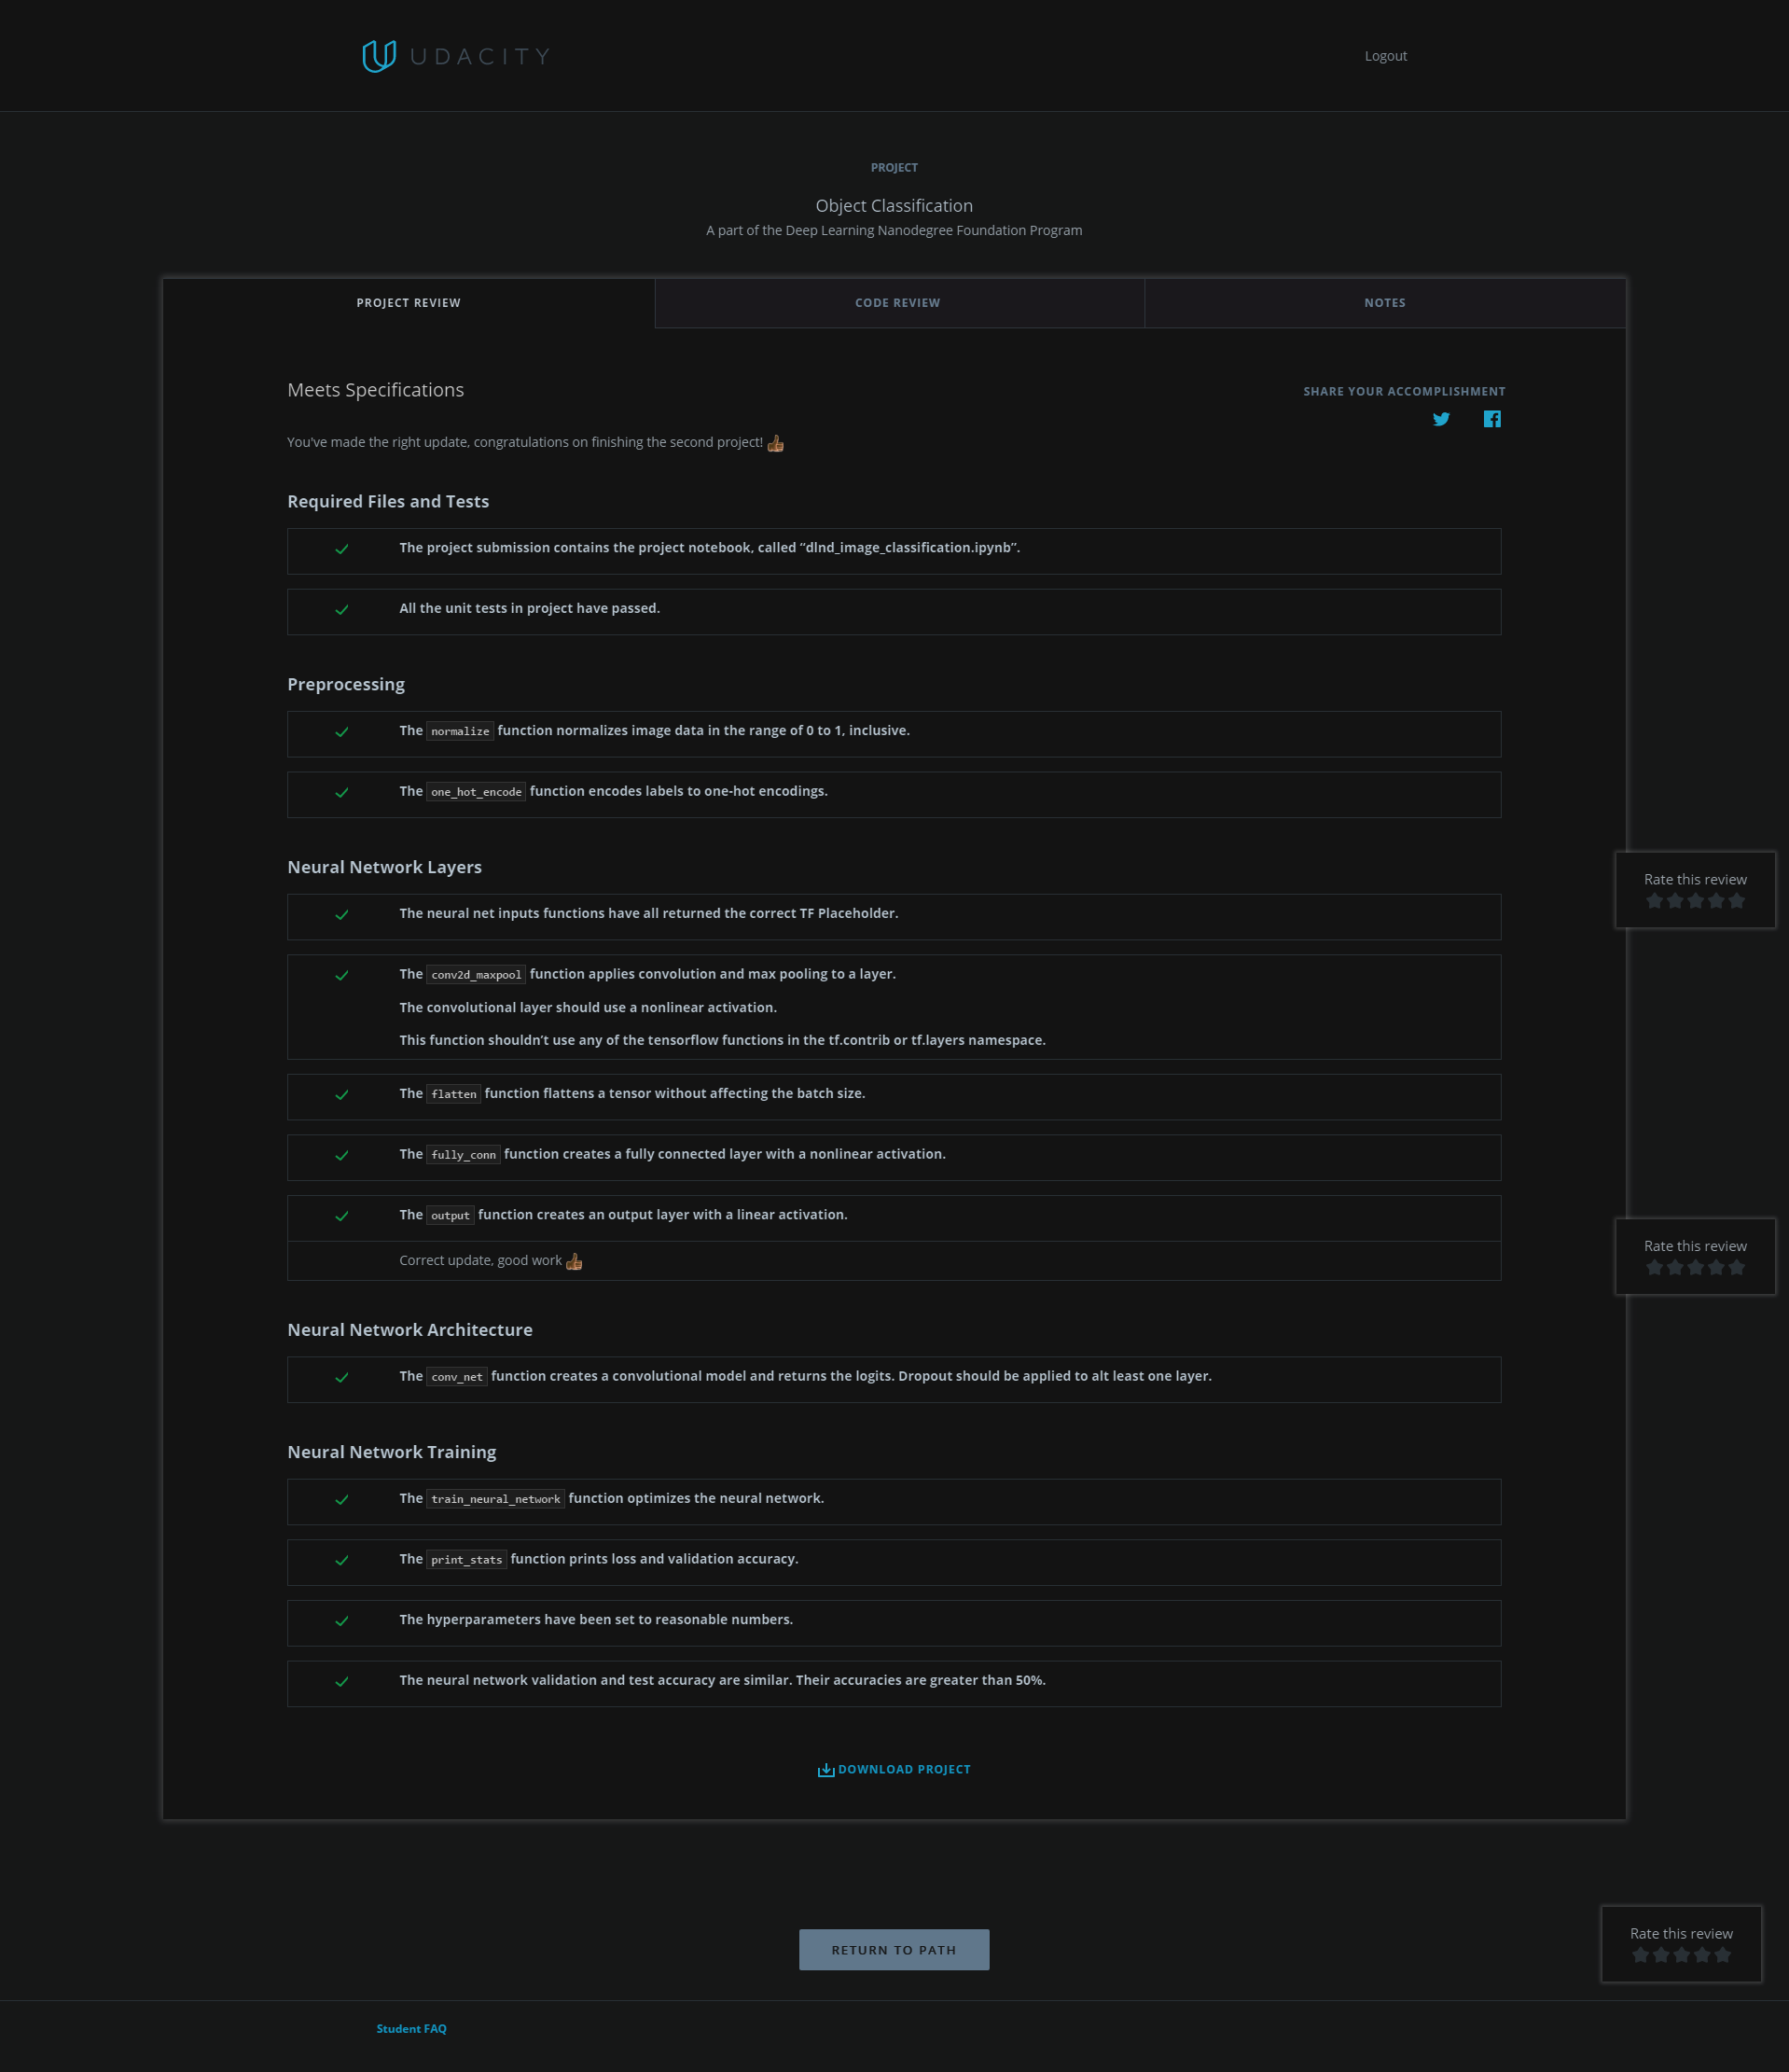 UDACITY
Logout
PROJECT
Object Classification
A part of the Deep Learning Nanodegree Foundation Program
PROJECT REVIEW
CODE REVIEW
NOTES
Meets Specifications
SHARE YOUR ACCOMPLISHMENT
You've made the right update, congratulations on finishing the second project! 👍🏾
Required Files and Tests
The project submission contains the project notebook, called “dlnd_image_classification.ipynb”.
All the unit tests in project have passed.
Preprocessing
The normalize function normalizes image data in the range of 0 to 1, inclusive.
The one_hot_encode function encodes labels to one-hot encodings.
Neural Network Layers
Rate this review
The neural net inputs functions have all returned the correct TF Placeholder.
The conv2d_maxpool function applies convolution and max pooling to a layer.
The convolutional layer should use a nonlinear activation.
This function shouldn’t use any of the tensorflow functions in the tf.contrib or tf.layers namespace.
The flatten function flattens a tensor without affecting the batch size.
The fully_conn function creates a fully connected layer with a nonlinear activation.
The output function creates an output layer with a linear activation.
Rate this review
Correct update, good work 👍🏾
Neural Network Architecture
The conv_net function creates a convolutional model and returns the logits. Dropout should be applied to alt least one layer.
Neural Network Training
The train_neural_network function optimizes the neural network.
The print_stats function prints loss and validation accuracy.
The hyperparameters have been set to reasonable numbers.
The neural network validation and test accuracy are similar. Their accuracies are greater than 50%.
DOWNLOAD PROJECT
Rate this review
RETURN TO PATH
Student FAQ